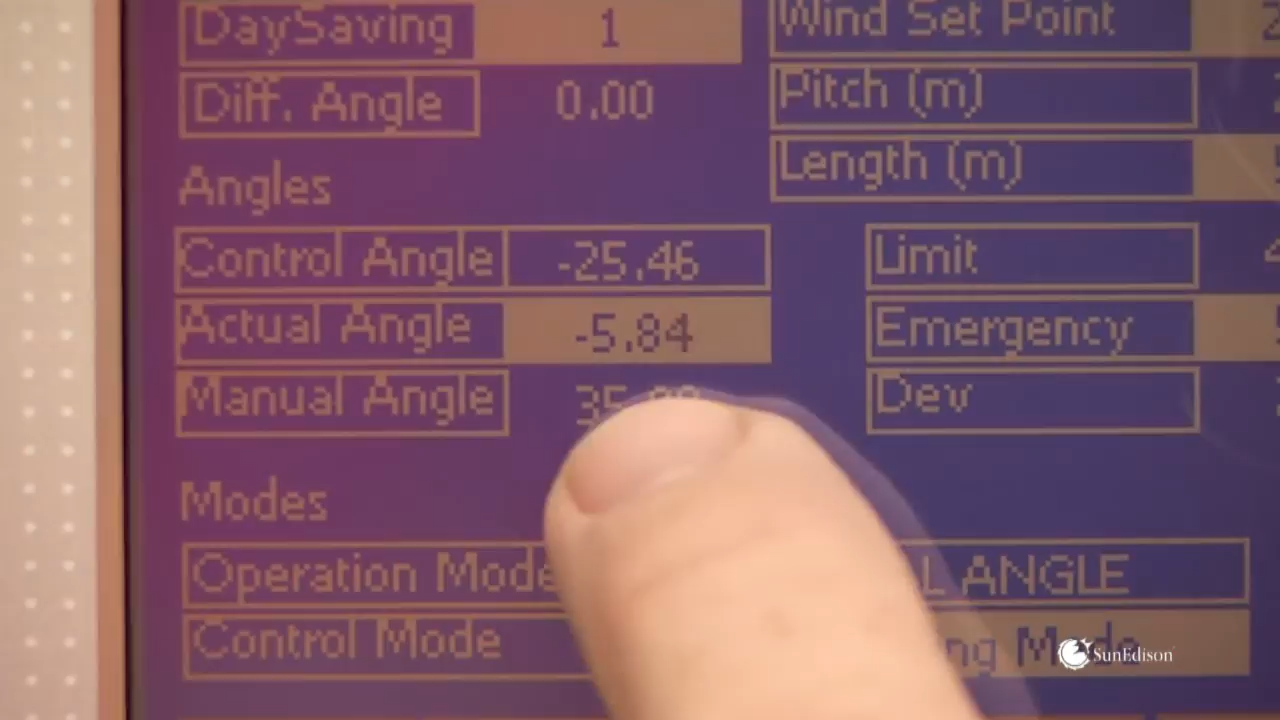 DaySaving 1
Diff. Angle 0.00
Angles
Control Angle -25.46
Actual Angle -5.84
Manual Angle
Modes
Operation Mode ANGLE
Control Mode Mode
Wind Set Point
Pitch (m)
Length (m)
Limit
Emergency
Dev
SunEdison